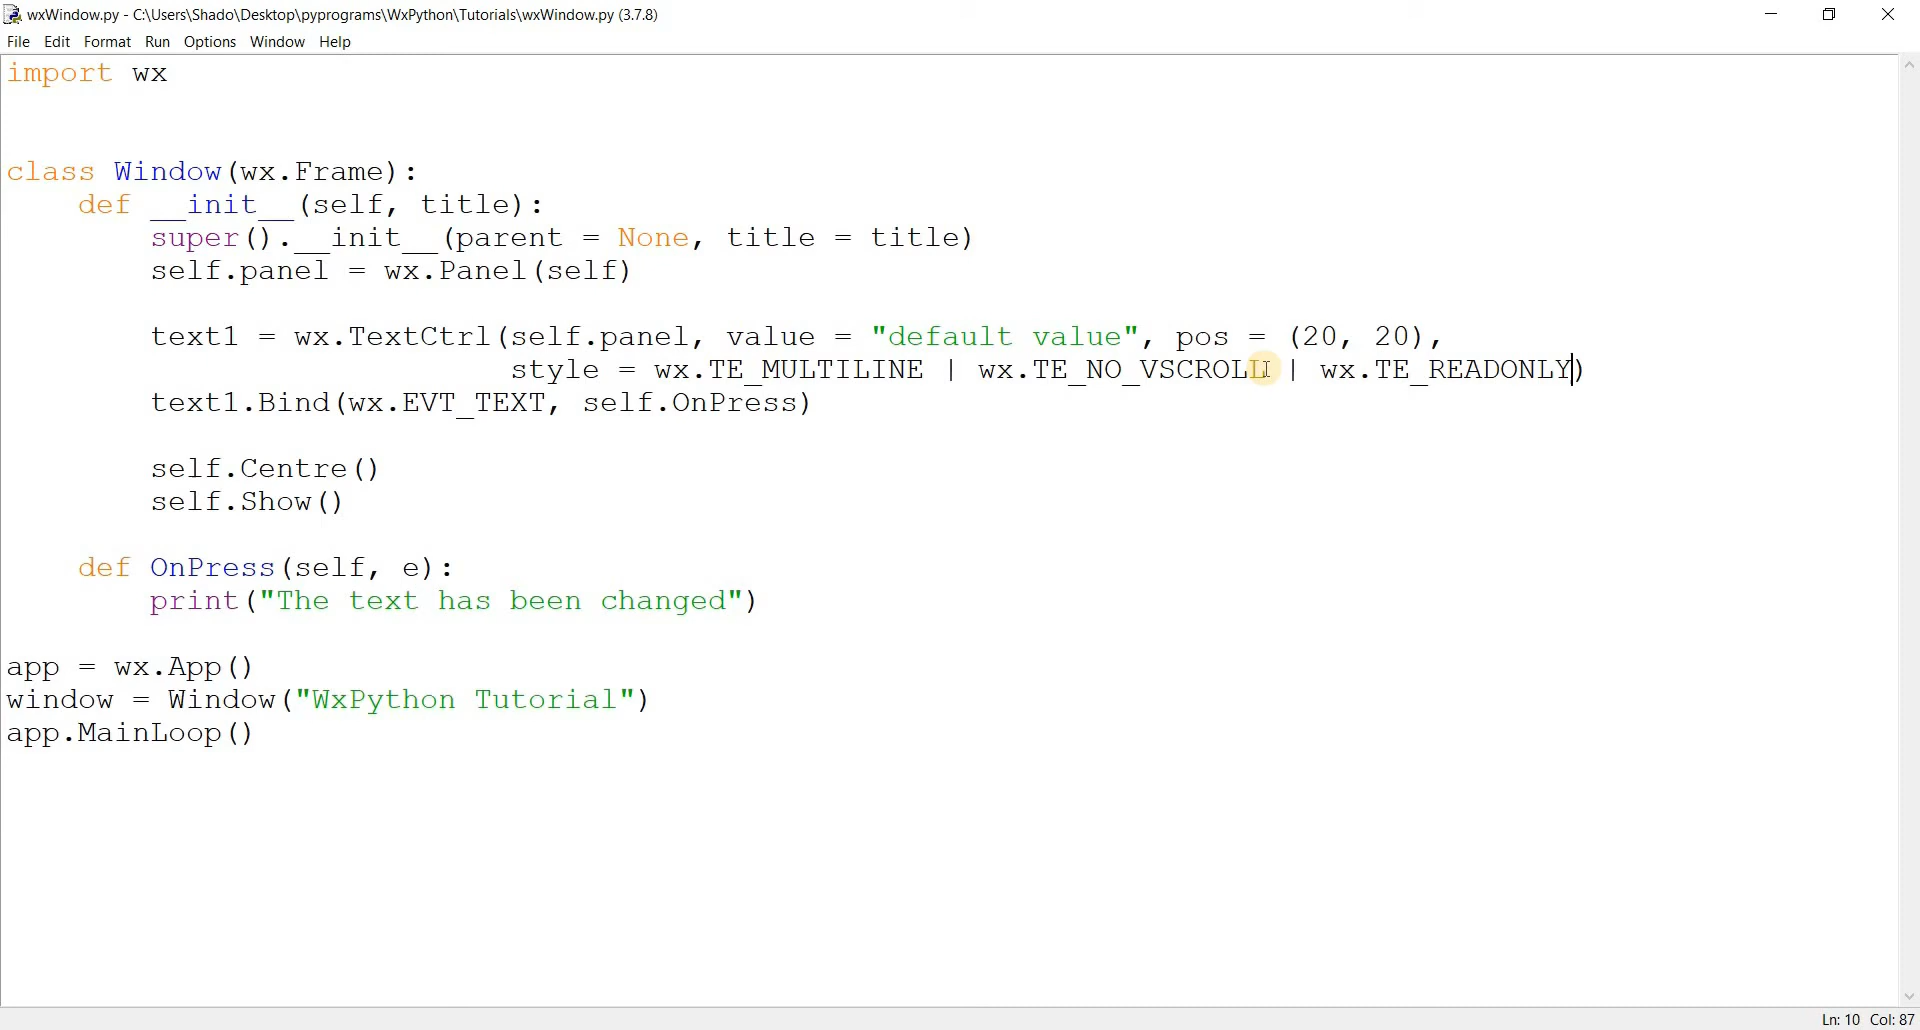 wxWindow.py - C:\Users\Shado\Desktop\pyprograms\WxPython\Tutorials\wxWindow.py (3.7.8)
File Edit Format Run Options Window Help
import wx
class Window(wx.Frame):
    def __init__(self, title):
        super().__init__(parent = None, title = title)
        self.panel = wx.Panel(self)
        text1 = wx.TextCtrl(self.panel, value = "default value", pos = (20, 20),
                            style = wx.TE_MULTILINE | wx.TE_NO_VSCROLL | wx.TE_READONLY)
        text1.Bind(wx.EVT_TEXT, self.OnPress)
        self.Centre()
        self.Show()
    def OnPress(self, e):
        print("The text has been changed")
app = wx.App()
window = Window("WxPython Tutorial")
app.MainLoop()
Ln: 10 Col: 87